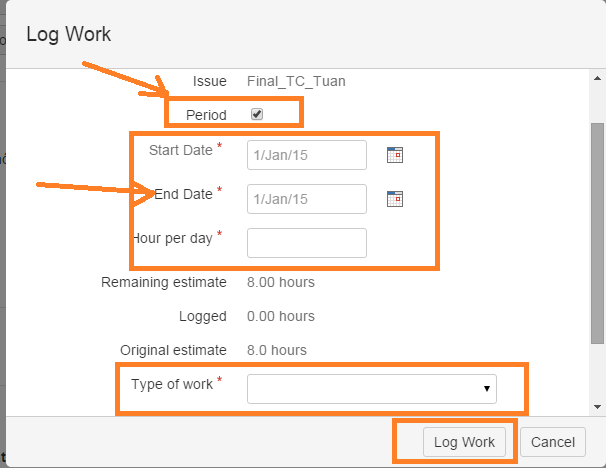 Log Work
Issue Final_TC_Tuan
Period
Start Date * 1/Jan/15
End Date * 1/Jan/15
Hour per day *
Remaining estimate 8.00 hours
Logged 0.00 hours
Original estimate 8.0 hours
Type of work *
Log Work Cancel